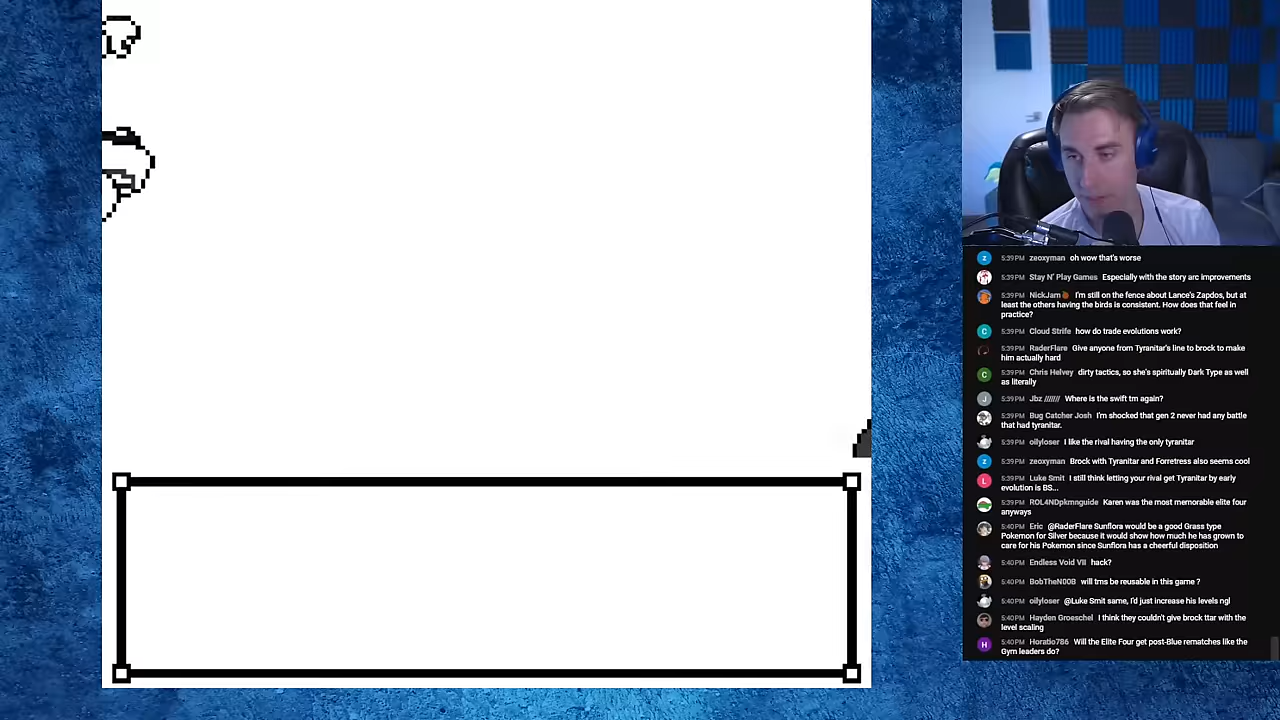 5:39PM zeoxyman oh wow that's worse
5:39PM Stay N' Play Games Especially with the story arc improvements
5:39PM NickJam I'm still on the fence about Lance's Zapdos, but at
least the others having the birds is consistent. How does that feel in
practice?
5:39PM Cloud Strife how do trade evolutions work?
5:39PM RaderFlare Give anyone from Tyranitar's line to brock to make
him actually hard
5:39PM Chris Helvey dirty tactics, so she's spiritually Dark Type as well
as literally
5:39PM Jbz /////// Where is the swift tm again?
5:39PM Bug Catcher Josh I'm shocked that gen 2 never had any battle
that had tyranitar.
5:39PM oilyloser I like the rival having the only tyranitar
5:39PM zeoxyman Brock with Tyranitar and Forretress also seems cool
5:39PM Luke Smit I still think letting your rival get Tyranitar by early
evolution is BS...
5:39PM ROL4NDpkmnguide Karen was the most memorable elite four
anyways
5:40PM Eric @RaderFlare Sunflora would be a good Grass type
Pokemon for Silver because it would show how much he has grown to
care for his Pokemon since Sunflora has a cheerful disposition
5:40PM Endless Void VII hack?
5:40PM BobTheN00B will tms be reusable in this game ?
5:40PM oilyloser @Luke Smit same, I'd just increase his levels ngl
5:40PM Hayden Groeschel I think they couldn't give brock ttar with the
level scaling
5:40PM Horatio786 Will the Elite Four get post-Blue rematches like the
Gym leaders do?